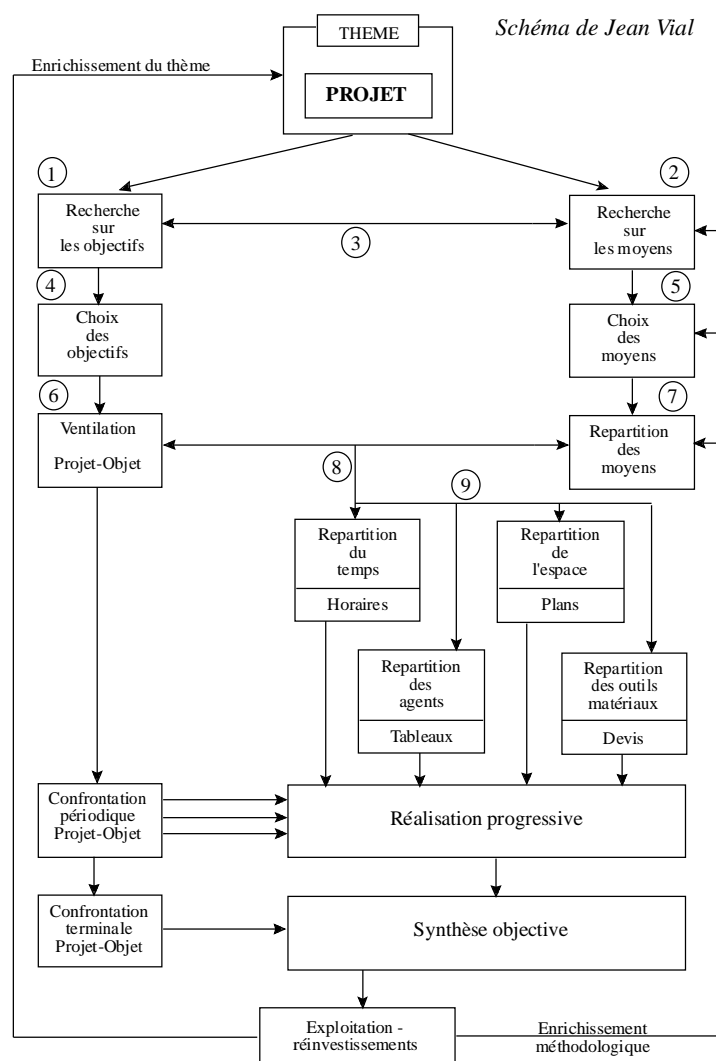 Schéma de Jean Vial
THEME
PROJET
Enrichissement du thème
1
2
Recherche
sur
les objectifs
3
Recherche
sur
les moyens
4
5
Choix
des
objectifs
Choix
des
moyens
6
7
Ventilation
Projet-Objet
Repartition
des
moyens
8
9
Repartition
du
temps
Horaires
Repartition
de
l'espace
Plans
Repartition
des
agents
Tableaux
Repartition
des outils
matériaux
Devis
Confrontation
périodique
Projet-Objet
Réalisation progressive
Confrontation
terminale
Projet-Objet
Synthèse objective
Exploitation -
réinvestissements
Enrichissement
méthodologique